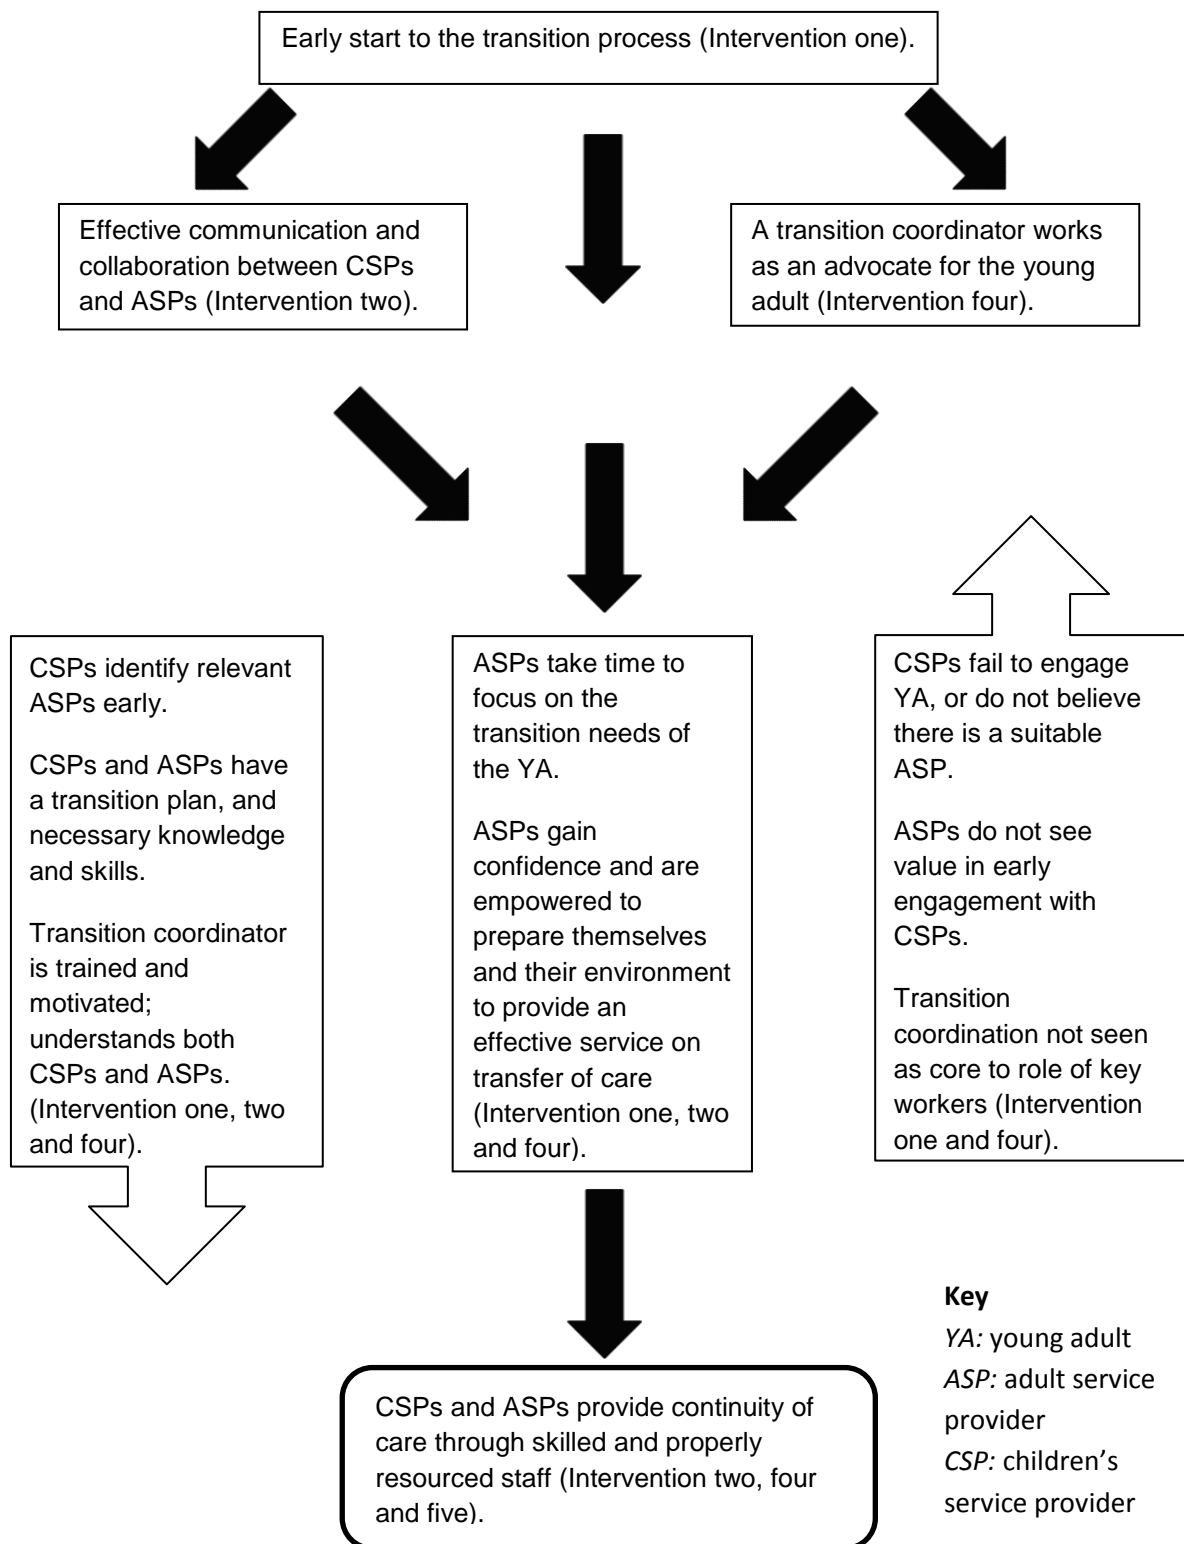 Early start to the transition process (Intervention one).
Effective communication and
collaboration between CSPs
and ASPs (Intervention two).
A transition coordinator works
as an advocate for the young
adult (Intervention four).
CSPs identify relevant
ASPs early.
CSPs and ASPs have
a transition plan, and
necessary knowledge
and skills.
Transition coordinator
is trained and
motivated;
understands both
CSPs and ASPs.
(Intervention one, two
and four).
ASPs take time to
focus on the
transition needs of
the YA.
ASPs gain
confidence and are
empowered to
prepare themselves
and their environment
to provide an
effective service on
transfer of care
(Intervention one, two
and four).
CSPs fail to engage
YA, or do not believe
there is a suitable
ASP.
ASPs do not see
value in early
engagement with
CSPs.
Transition
coordination not seen
as core to role of key
workers (Intervention
one and four).
CSPs and ASPs provide continuity of
care through skilled and properly
resourced staff (Intervention two, four
and five).
Key
YA: young adult
ASP: adult service
provider
CSP: children’s
service provider